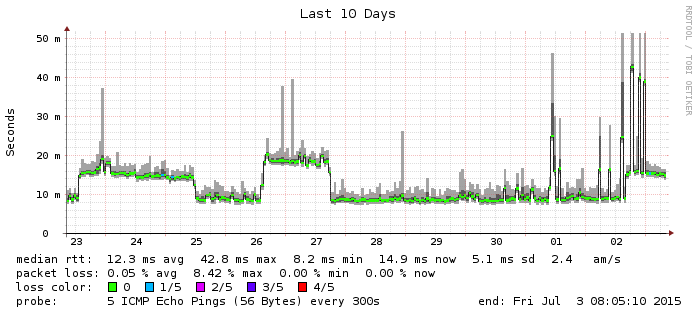 Last 10 Days
RRDTOOL / TOBI OETIKER
Seconds
50 m
40 m
30 m
20 m
10 m
0
23 24 25 26 27 28 29 30 01 02
median rtt: 12.3 ms avg 42.8 ms max 8.2 ms min 14.9 ms now 5.1 ms sd 2.4 am/s
packet loss: 0.05 % avg 8.42 % max 0.00 % min 0.00 % now
loss color: 0 1/5 2/5 3/5 4/5
probe: 5 ICMP Echo Pings (56 Bytes) every 300s end: Fri Jul 3 08:05:10 2015